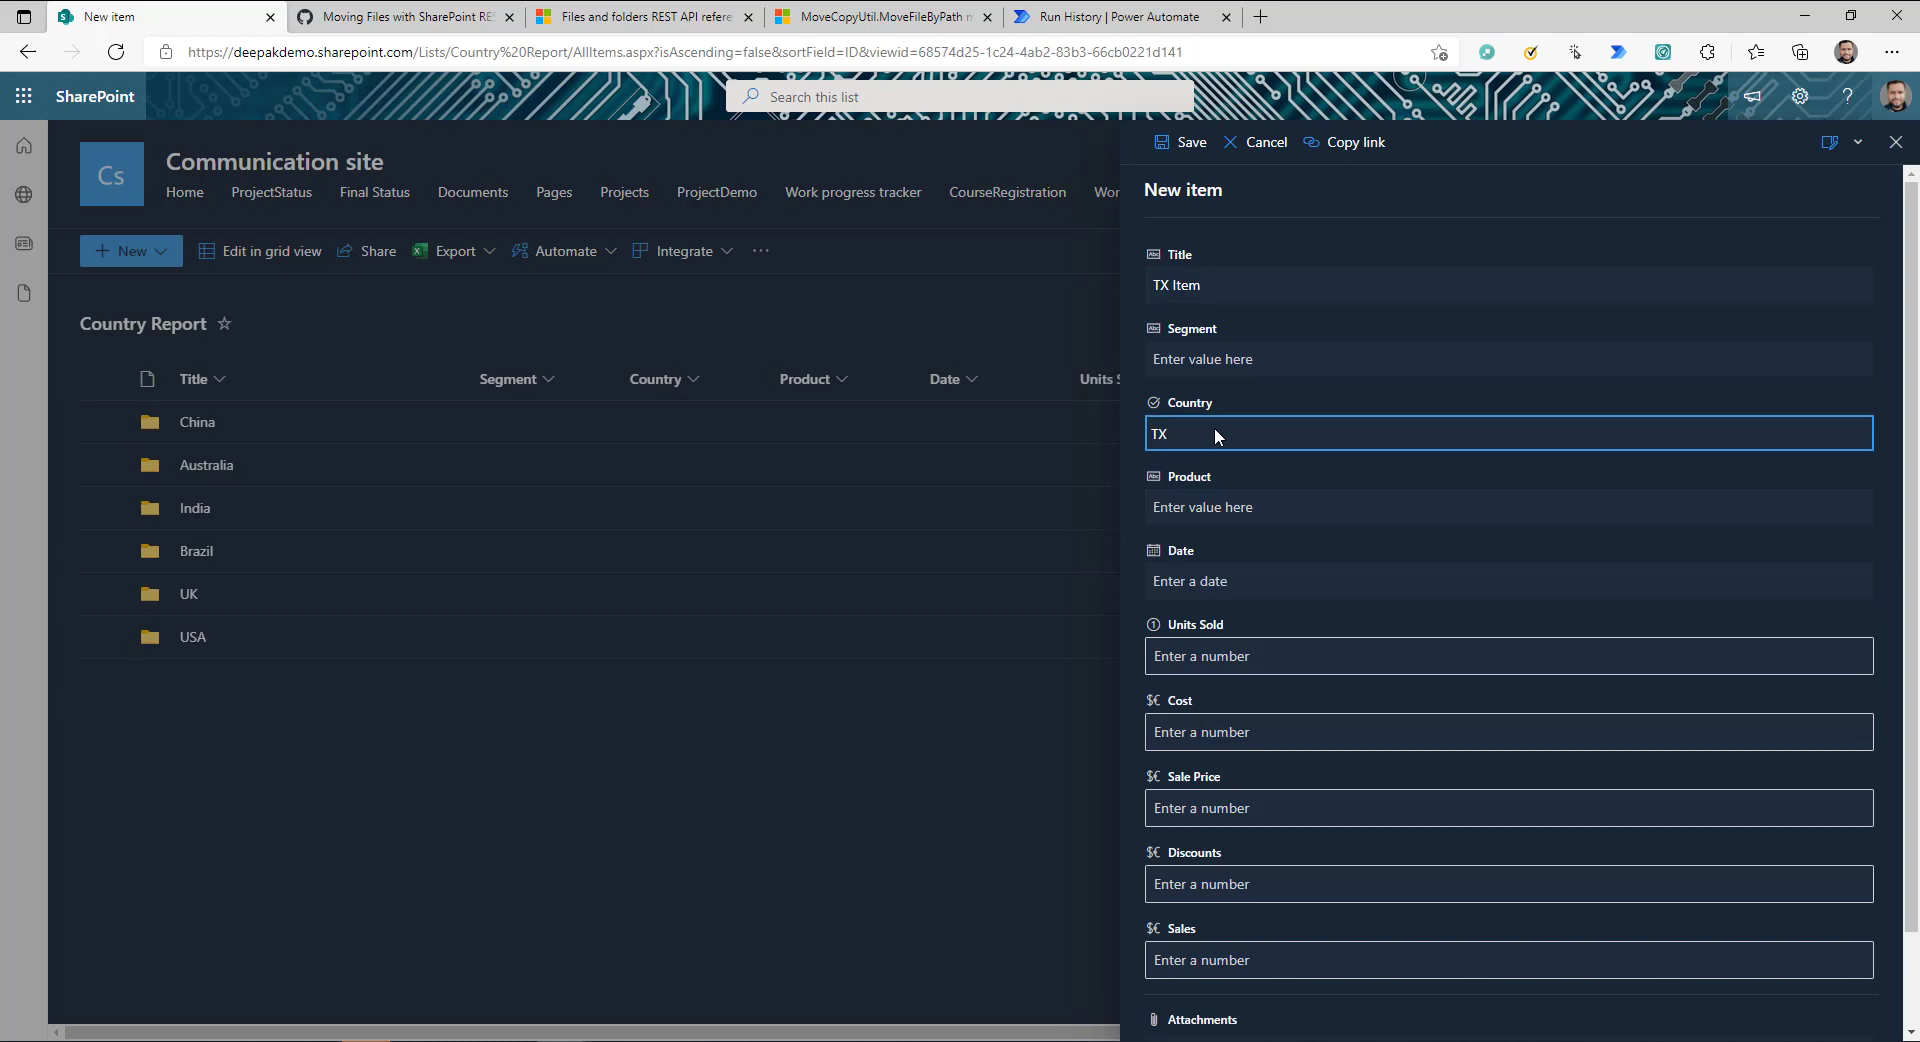 New item
Moving Files with SharePoint RES
Files and folders REST API refere
MoveCopyUtil.MoveFileByPath m
Run History | Power Automate
https://deepakdemo.sharepoint.com/Lists/Country%20Report/AllItems.aspx?isAscending=false&sortField=ID&viewid=68574d25-1c24-4ab2-83b3-66cb0221d141
SharePoint
Search this list
?
Cs
Communication site
Home
ProjectStatus
Final Status
Documents
Pages
Projects
ProjectDemo
Work progress tracker
CourseRegistration
Wor
New
Edit in grid view
Share
Export
Automate
Integrate
Country Report
Title
Segment
Country
Product
Date
Units S
China
Australia
India
Brazil
UK
USA
Save
Cancel
Copy link
New item
Abc Title
TX Item
Abc Segment
Enter value here
Country
TX
Abc Product
Enter value here
Date
Enter a date
1 Units Sold
Enter a number
$€ Cost
Enter a number
$€ Sale Price
Enter a number
$€ Discounts
Enter a number
$€ Sales
Enter a number
Attachments